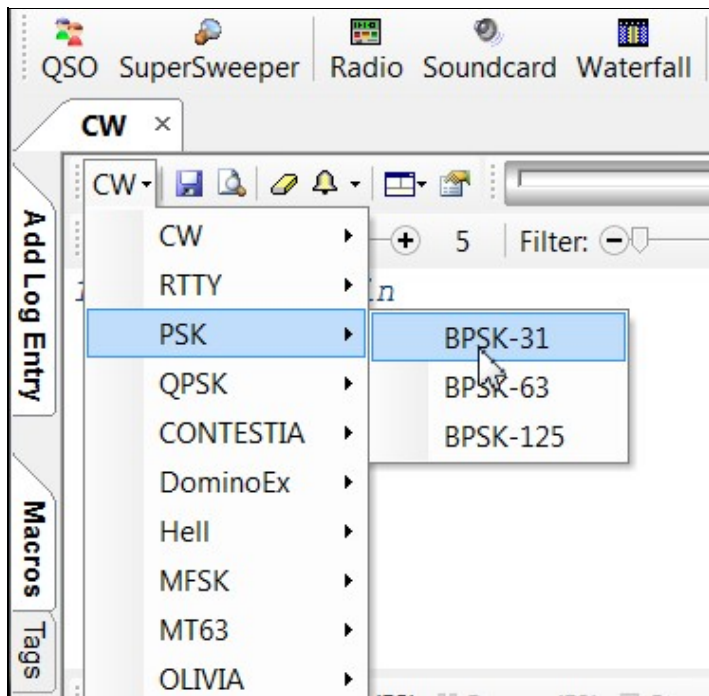 QSO SuperSweeper Radio Soundcard Waterfall
CW ×
CW
CW 5 Filter:
RTTY
PSK BPSK-31
BPSK-63
QPSK
CONTESTIA BPSK-125
DominoEx
Hell
MFSK
MT63
OLIVIA
Add Log Entry
Macros
Tags